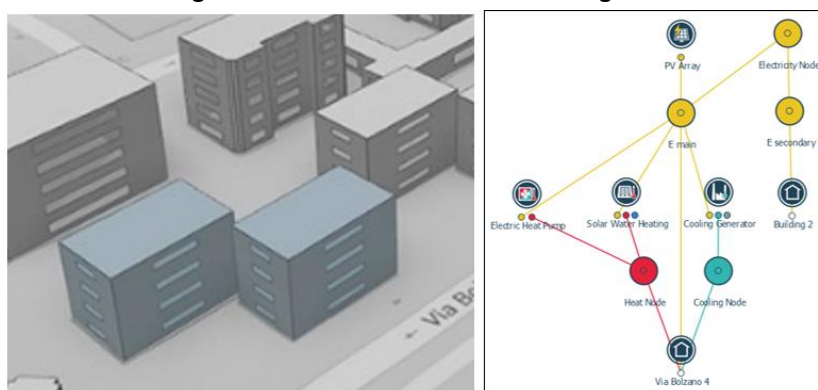 PV Array
Electricity Node
E main
E secondary
Electric Heat Pump
Solar Water Heating
Cooling Generator
Building 2
Heat Node
Cooling Node
← Via Bo
Via Bolzano 4